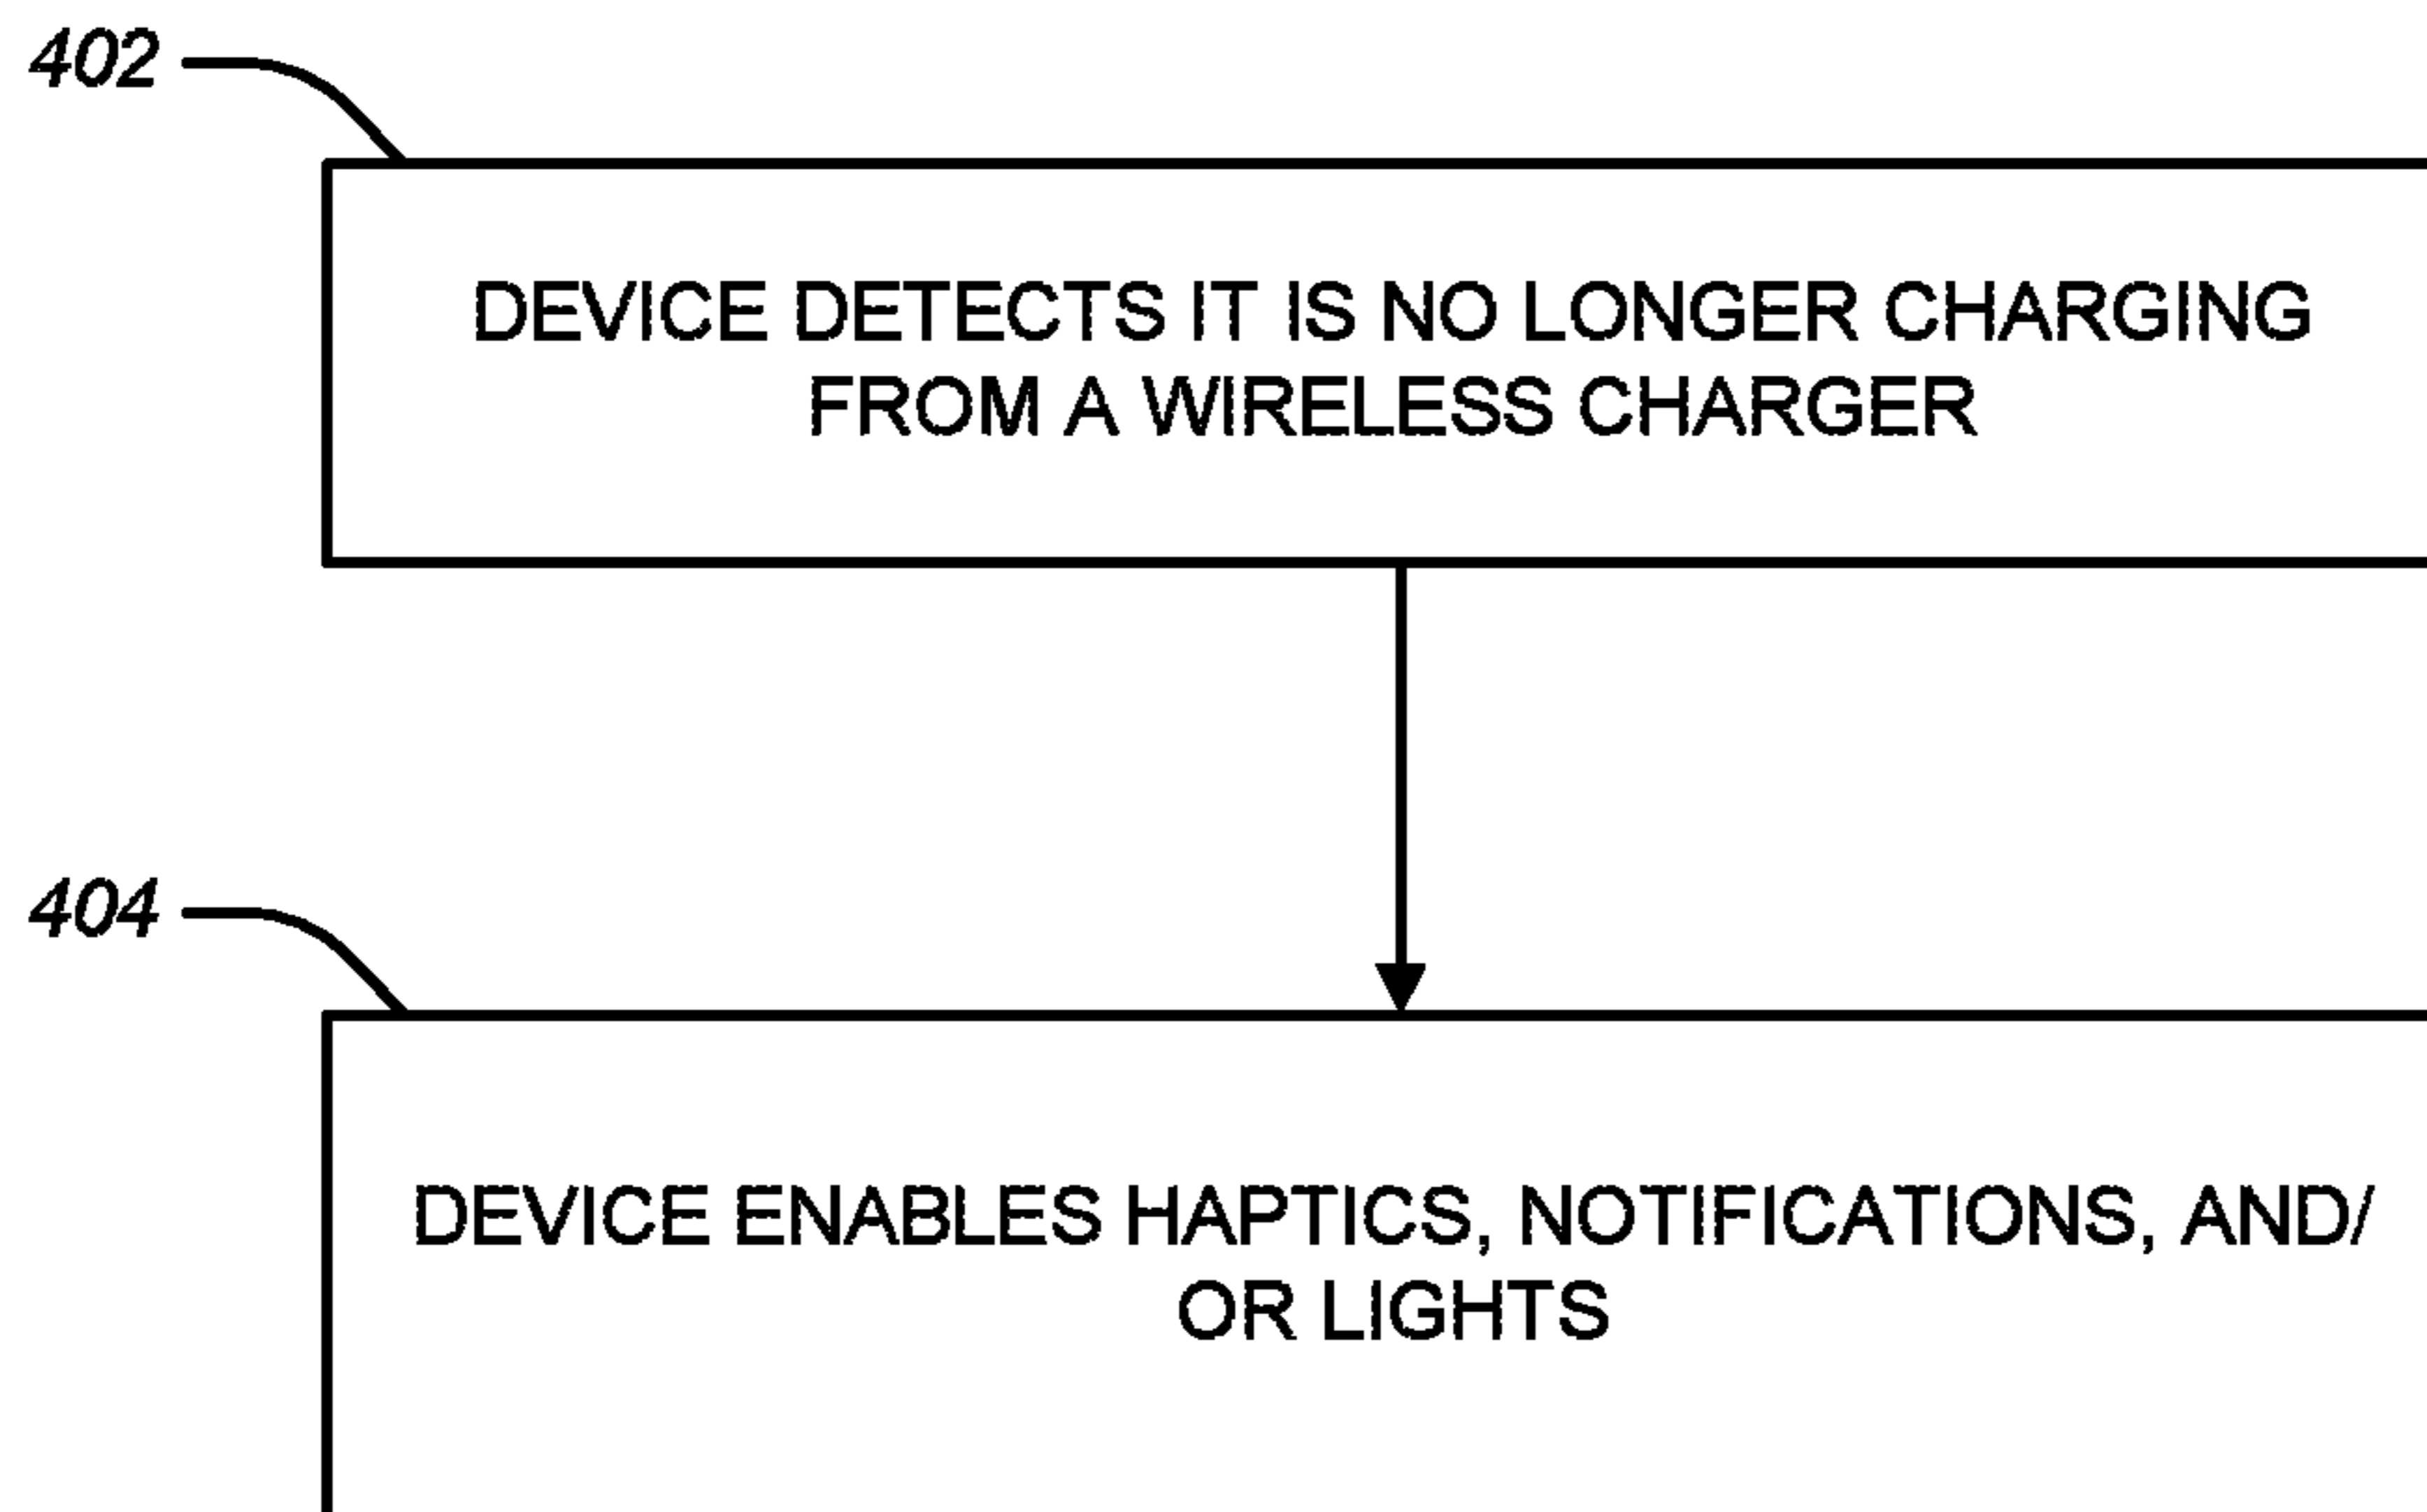 402
DEVICE DETECTS IT IS NO LONGER CHARGING
FROM A WIRELESS CHARGER
404
DEVICE ENABLES HAPTICS, NOTIFICATIONS, AND/
OR LIGHTS